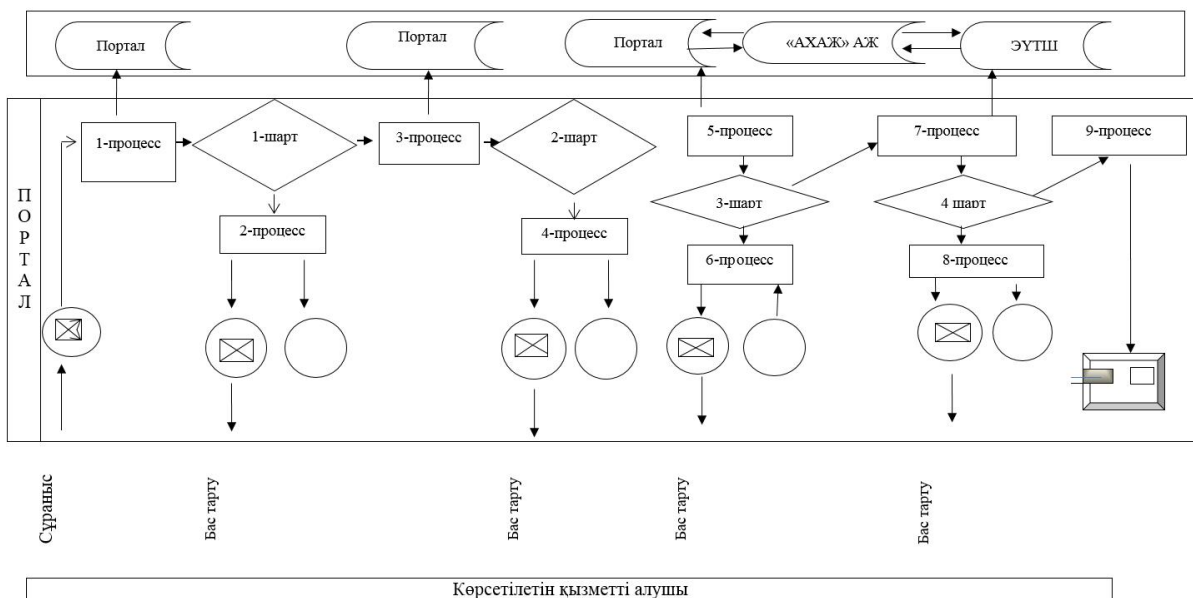 Портал
Портал
Портал
«АХАЖ» АЖ
ЭҮТШ
ПОРТАЛ
1-процесс
1-шарт
3-процесс
2-шарт
5-процесс
7-процесс
9-процесс
3-шарт
4 шарт
2-процесс
4-процесс
6-процесс
8-процесс
Сұраныс
Бас тарту
Бас тарту
Бас тарту
Бас тарту
Көрсетілетін қызметті алушы